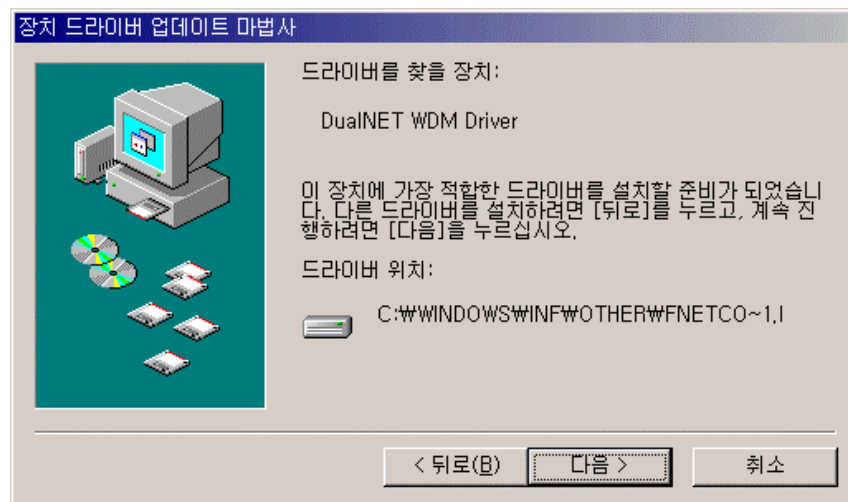 장치 드라이버 업데이트 마법사
드라이버를 찾을 장치:
DualNET WDM Driver
이 장치에 가장 적합한 드라이버를 설치할 준비가 되었습니
다. 다른 드라이버를 설치하려면 [뒤로]를 누르고, 계속 진
행하려면 [다음]을 누르십시오.
드라이버 위치:
C:₩WINDOWS₩INF₩OTHER₩FNETCO~1.I
< 뒤로(B)
다음 >
취소